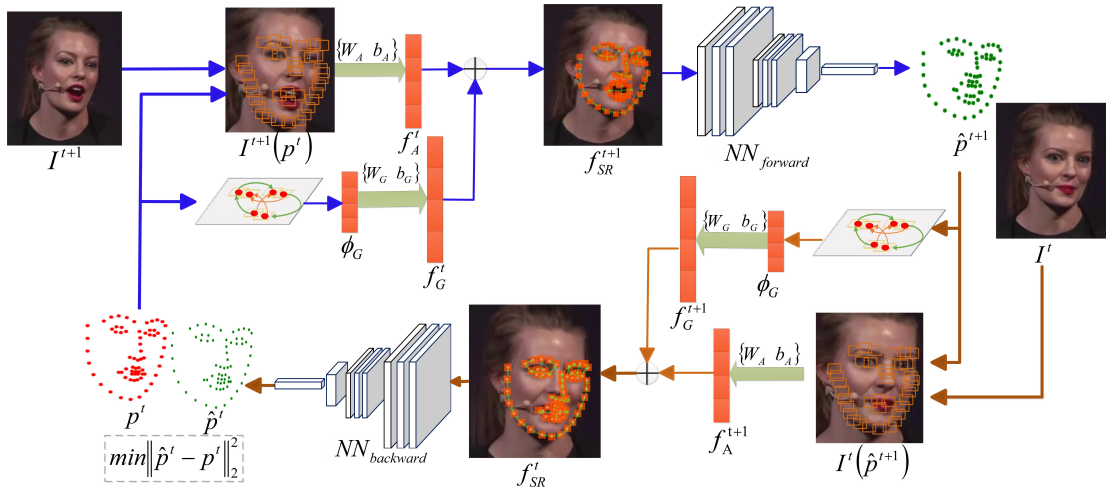 {W_A b_A}
I^{t+1}
I^{t+1}(p^t)
f_A^t
f_{SR}^{t+1}
NN_{forward}
p̂^{t+1}
{W_G b_G}
ϕ_G
f_G^t
{W_G b_G}
ϕ_G
I^t
f_G^{t+1}
{W_A b_A}
p^t
p̂^t
NN_{backward}
f_{SR}^t
f_A^{t+1}
I^t(p̂^{t+1})
min‖p̂^t − p^t‖_2^2